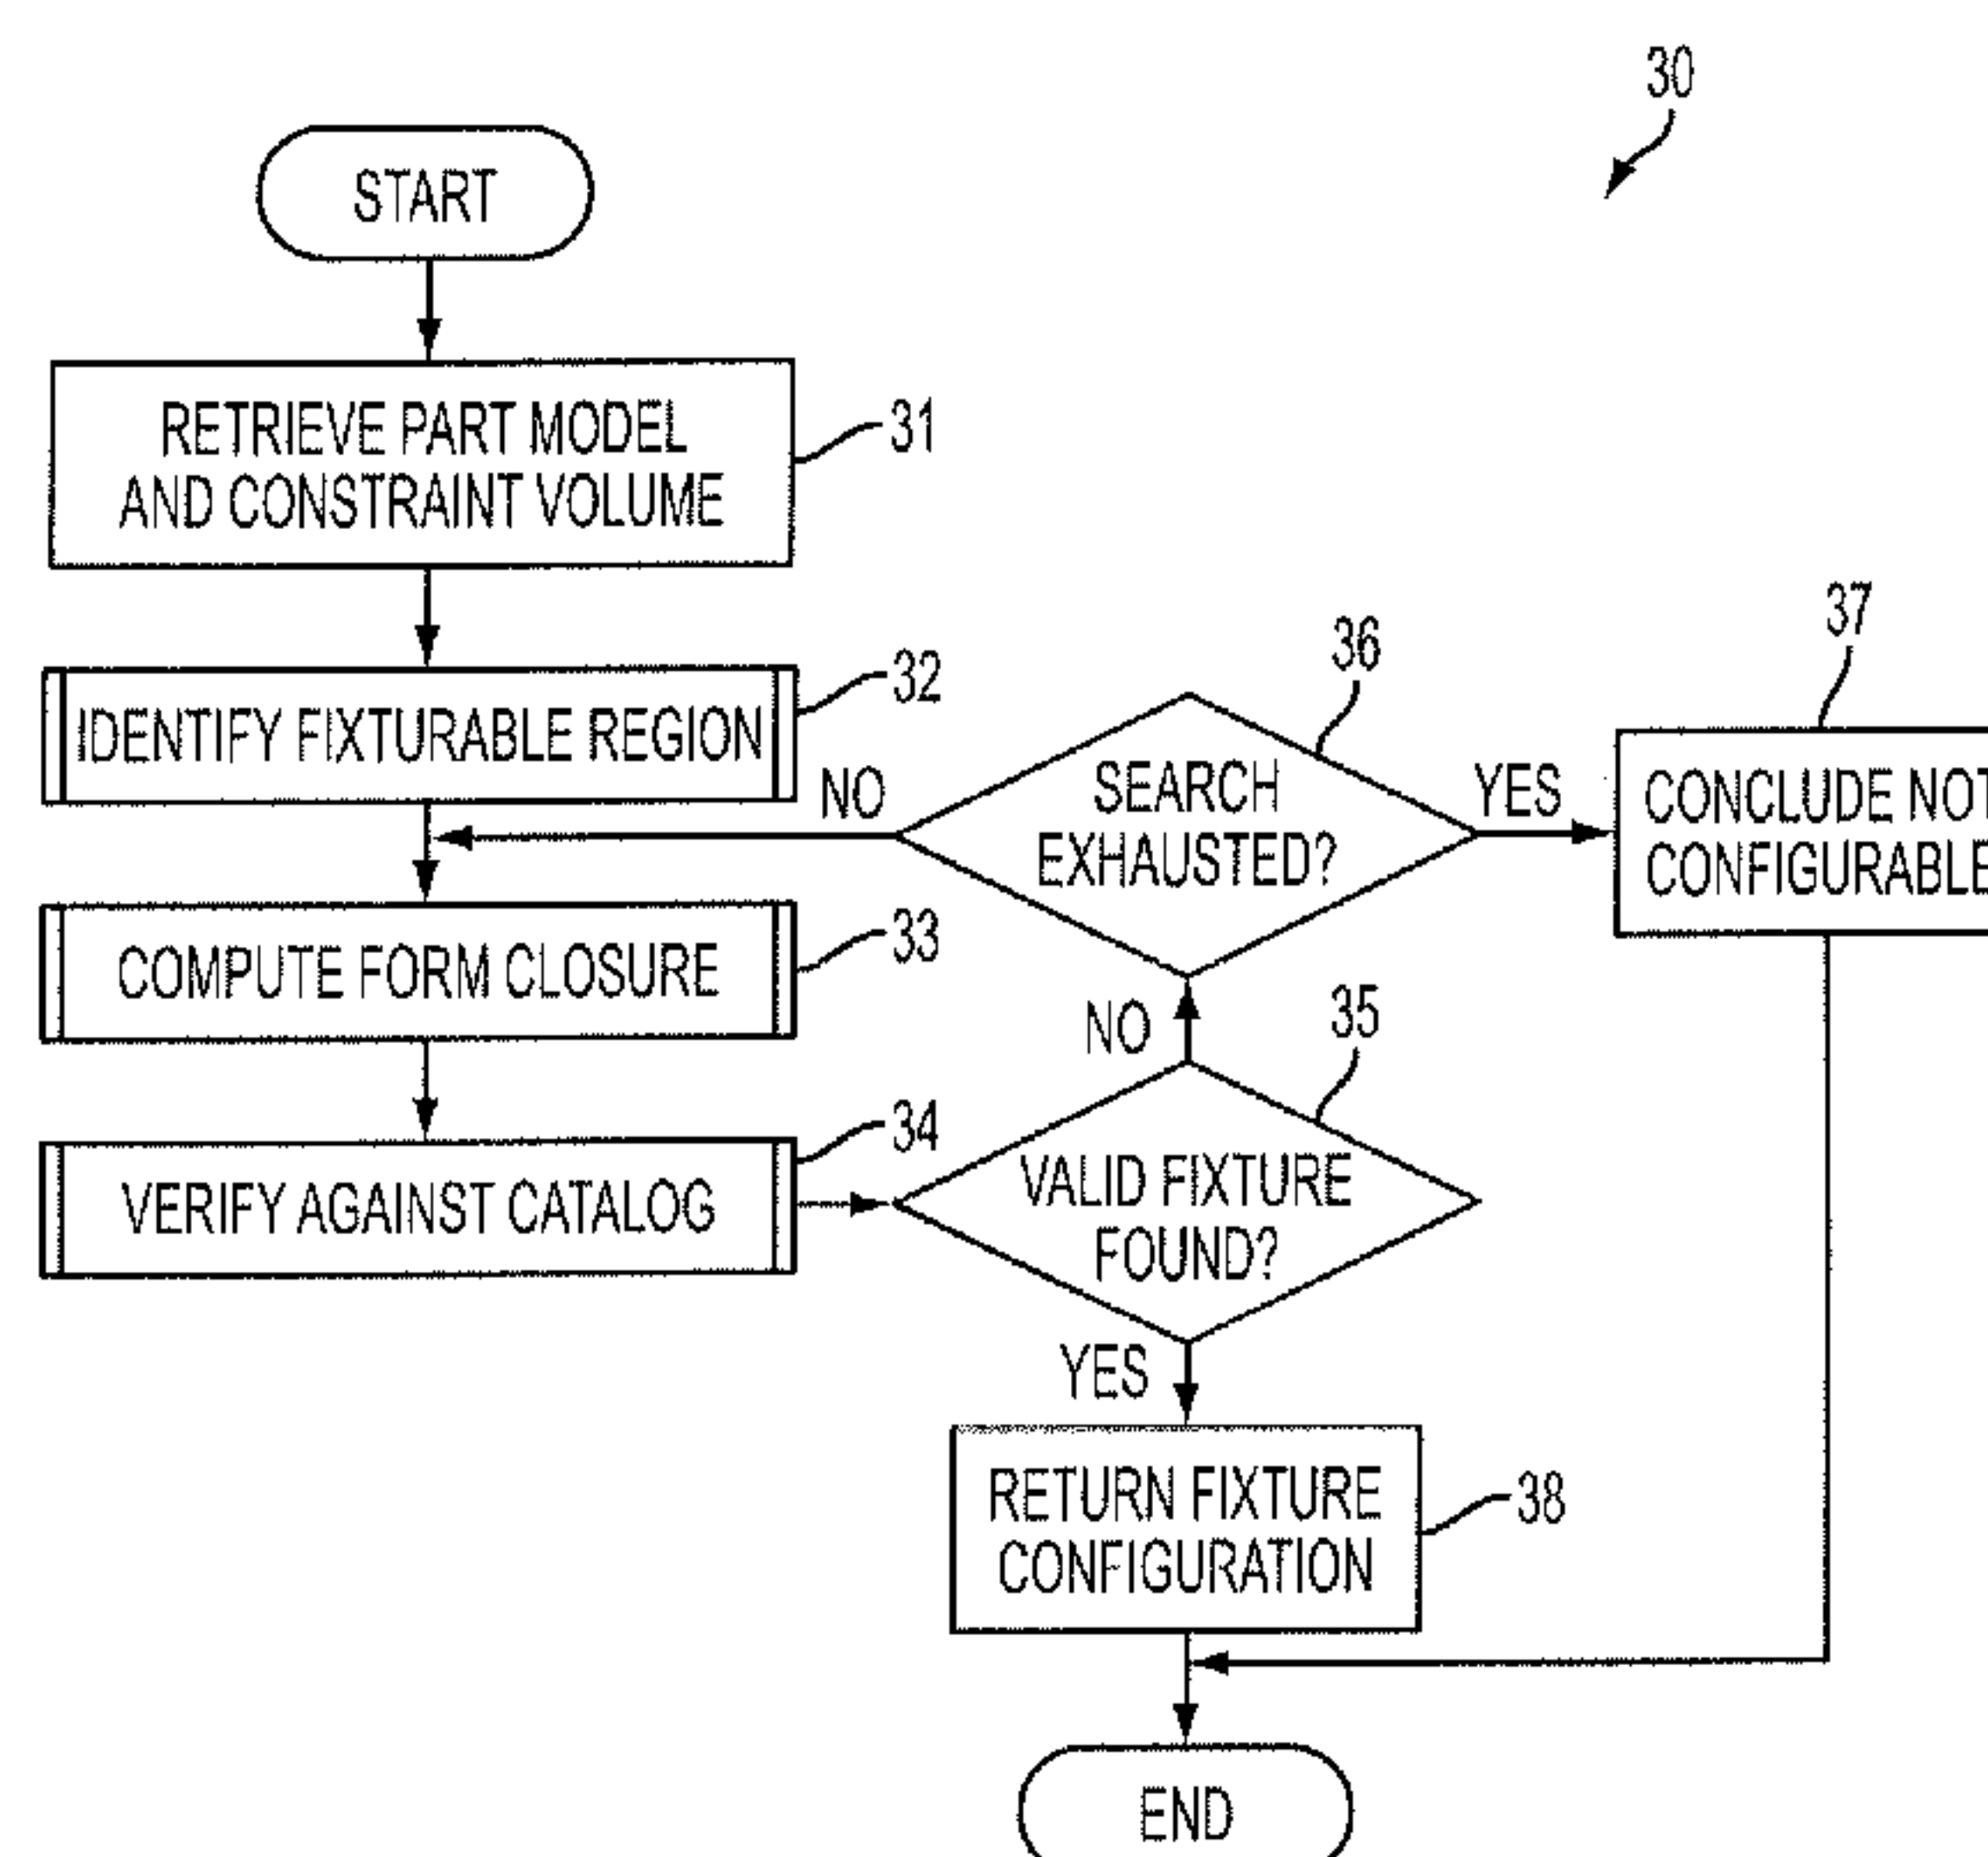 30
START
RETRIEVE PART MODEL
AND CONSTRAINT VOLUME
31
IDENTIFY FIXTURABLE REGION
32
COMPUTE FORM CLOSURE
33
VERIFY AGAINST CATALOG
34
VALID FIXTURE
FOUND?
35
NO
YES
SEARCH
EXHAUSTED?
36
NO
YES
CONCLUDE NOT
CONFIGURABLE
37
RETURN FIXTURE
CONFIGURATION
38
END